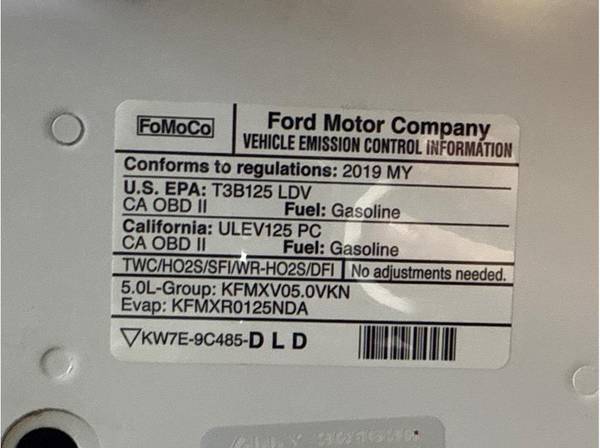 FoMoCo
Ford Motor Company
VEHICLE EMISSION CONTROL INFORMATION
Conforms to regulations: 2019 MY
U.S. EPA: T3B125 LDV
CA OBD II Fuel: Gasoline
California: ULEV125 PC
CA OBD II Fuel: Gasoline
TWC/HO2S/SFI/WR-HO2S/DFI No adjustments needed.
5.0L-Group: KFMXV05.0VKN
Evap: KFMXR0125NDA
▽KW7E-9C485-D L D